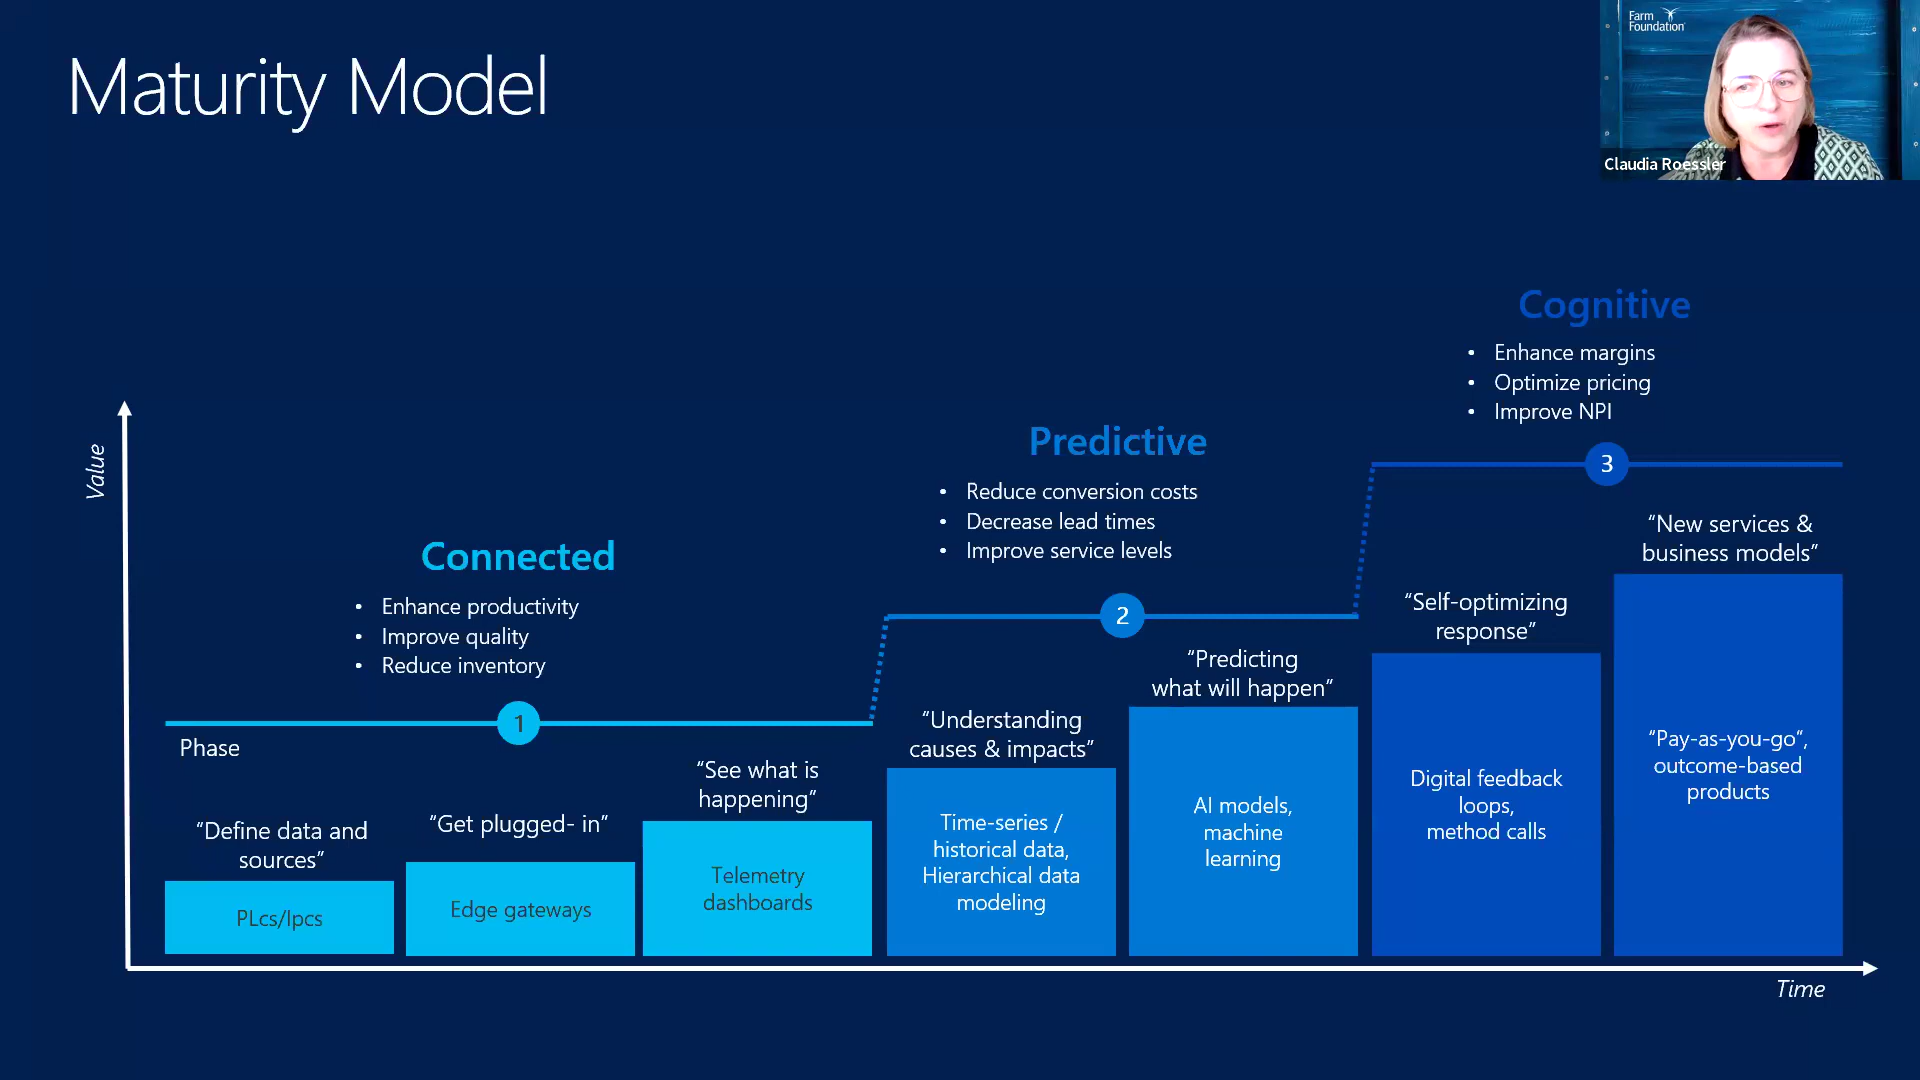 Maturity Model
Farm
Foundation
Claudia Roessler
Value
Connected
• Enhance productivity
• Improve quality
• Reduce inventory
1
Phase
Predictive
• Reduce conversion costs
• Decrease lead times
• Improve service levels
2
Cognitive
• Enhance margins
• Optimize pricing
• Improve NPI
3
“Define data and
sources”
PLcs/Ipcs
“Get plugged- in”
Edge gateways
“See what is
happening”
Telemetry
dashboards
“Understanding
causes & impacts”
Time-series /
historical data,
Hierarchical data
modeling
“Predicting
what will happen”
AI models,
machine
learning
“Self-optimizing
response”
Digital feedback
loops,
method calls
“New services &
business models”
“Pay-as-you-go“,
outcome-based
products
Time